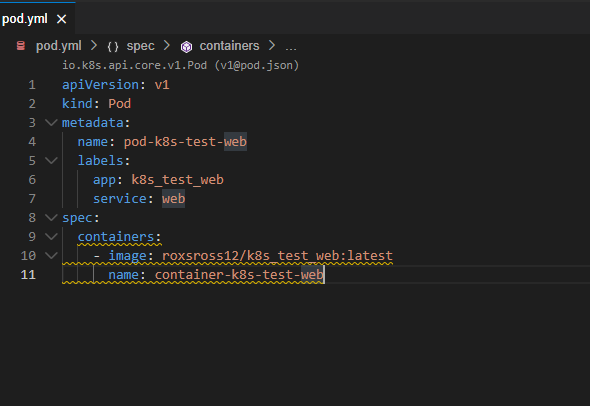 pod.yml ×
pod.yml > {} spec > containers > ...
io.k8s.api.core.v1.Pod (v1@pod.json)
1 apiVersion: v1
2 kind: Pod
3 metadata:
4   name: pod-k8s-test-web
5   labels:
6     app: k8s_test_web
7     service: web
8 spec:
9   containers:
10     - image: roxsross12/k8s_test_web:latest
11       name: container-k8s-test-web